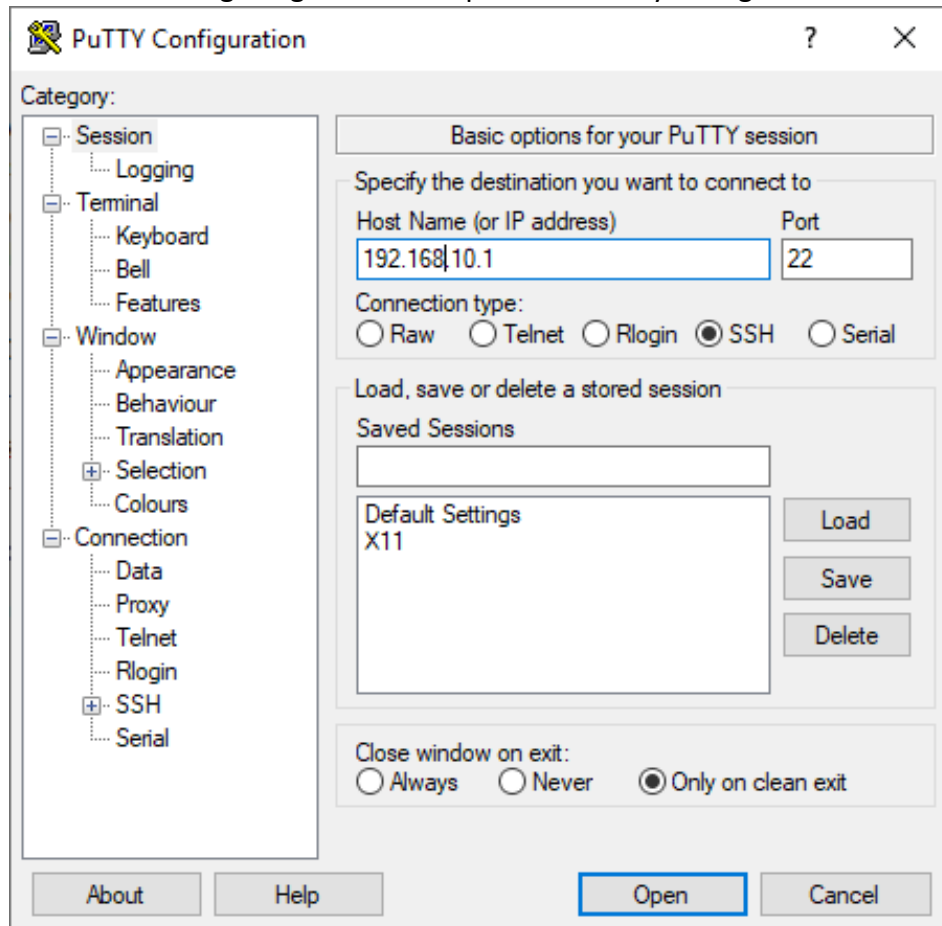 PuTTY Configuration
?
Category:
Session
Logging
Terminal
Keyboard
Bell
Features
Window
Appearance
Behaviour
Translation
Selection
Colours
Connection
Data
Proxy
Telnet
Rlogin
SSH
Serial
Basic options for your PuTTY session
Specify the destination you want to connect to
Host Name (or IP address) Port
192.168.10.1 22
Connection type:
Raw Telnet Rlogin SSH Serial
Load, save or delete a stored session
Saved Sessions
Default Settings
X11
Load
Save
Delete
Close window on exit:
Always Never Only on clean exit
About Help Open Cancel